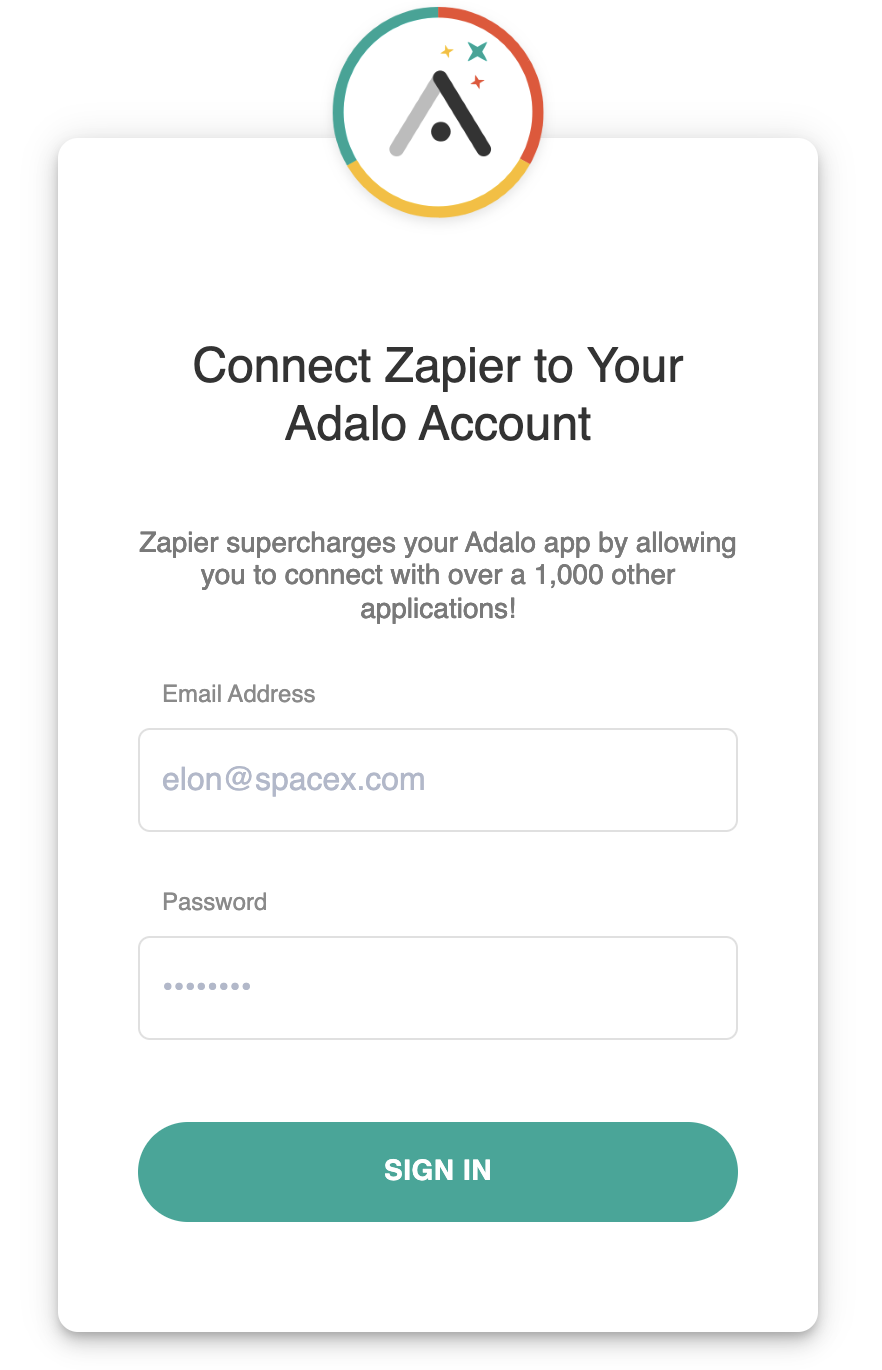 Connect Zapier to Your
Adalo Account
Zapier supercharges your Adalo app by allowing
you to connect with over a 1,000 other
applications!
Email Address
elon@spacex.com
Password
••••••••
SIGN IN